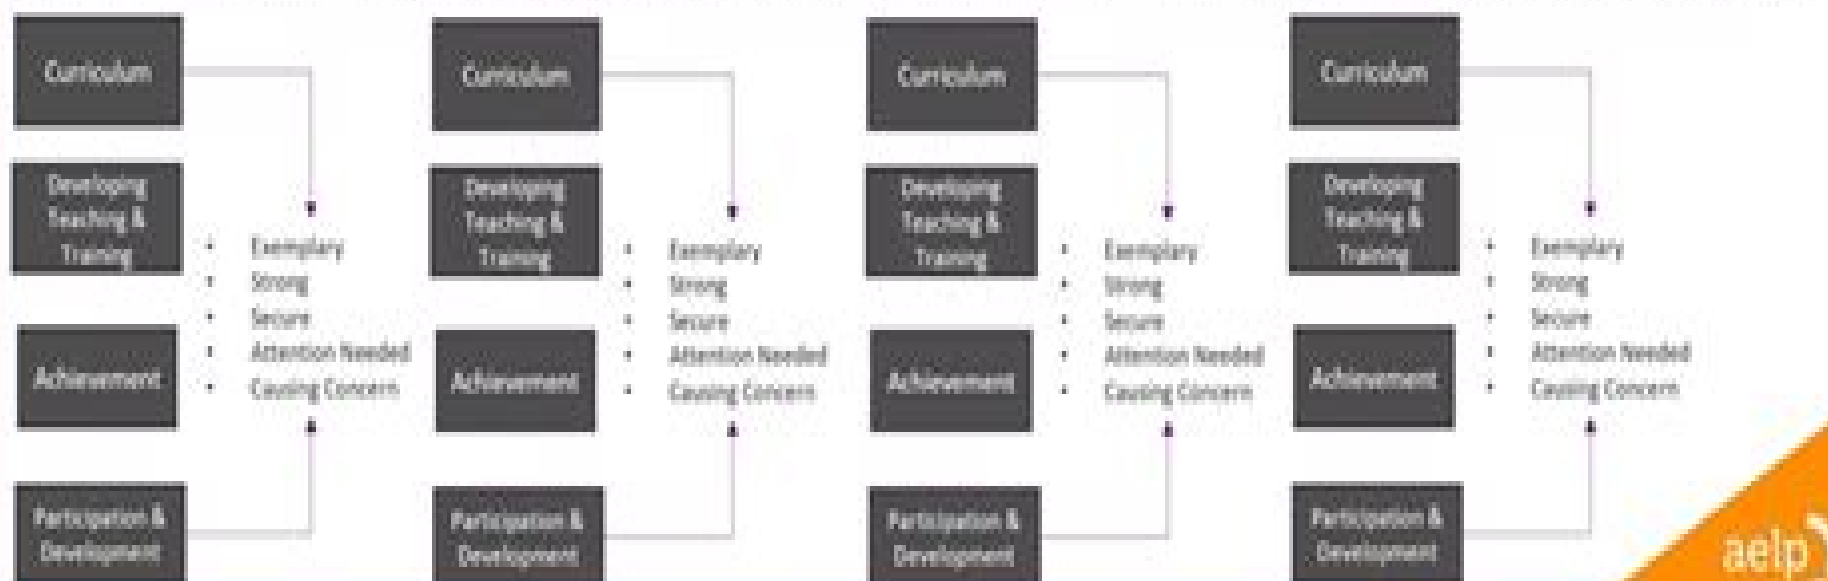 Curriculum
Developing
Teaching &
Training
Achievement
Participation &
Development
• Exemplary
• Strong
• Secure
• Attention Needed
• Causing Concern
Curriculum
Developing
Teaching &
Training
Achievement
Participation &
Development
• Exemplary
• Strong
• Secure
• Attention Needed
• Causing Concern
Curriculum
Developing
Teaching &
Training
Achievement
Participation &
Development
• Exemplary
• Strong
• Secure
• Attention Needed
• Causing Concern
Curriculum
Developing
Teaching &
Training
Achievement
Participation &
Development
• Exemplary
• Strong
• Secure
• Attention Needed
• Causing Concern
aelp